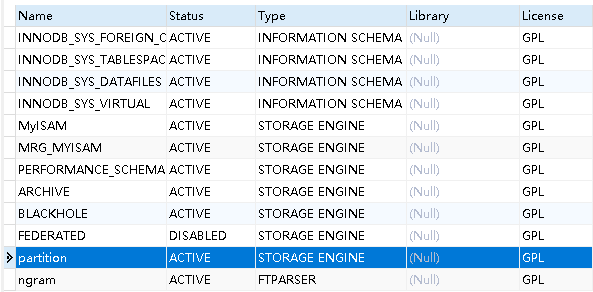 Name Status Type Library License
INNODB_SYS_FOREIGN_C ACTIVE INFORMATION SCHEMA (Null) GPL
INNODB_SYS_TABLESPAC ACTIVE INFORMATION SCHEMA (Null) GPL
INNODB_SYS_DATAFILES ACTIVE INFORMATION SCHEMA (Null) GPL
INNODB_SYS_VIRTUAL ACTIVE INFORMATION SCHEMA (Null) GPL
MyISAM ACTIVE STORAGE ENGINE (Null) GPL
MRG_MYISAM ACTIVE STORAGE ENGINE (Null) GPL
PERFORMANCE_SCHEMA ACTIVE STORAGE ENGINE (Null) GPL
ARCHIVE ACTIVE STORAGE ENGINE (Null) GPL
BLACKHOLE ACTIVE STORAGE ENGINE (Null) GPL
FEDERATED DISABLED STORAGE ENGINE (Null) GPL
partition ACTIVE STORAGE ENGINE (Null) GPL
ngram ACTIVE FTPARSER (Null) GPL